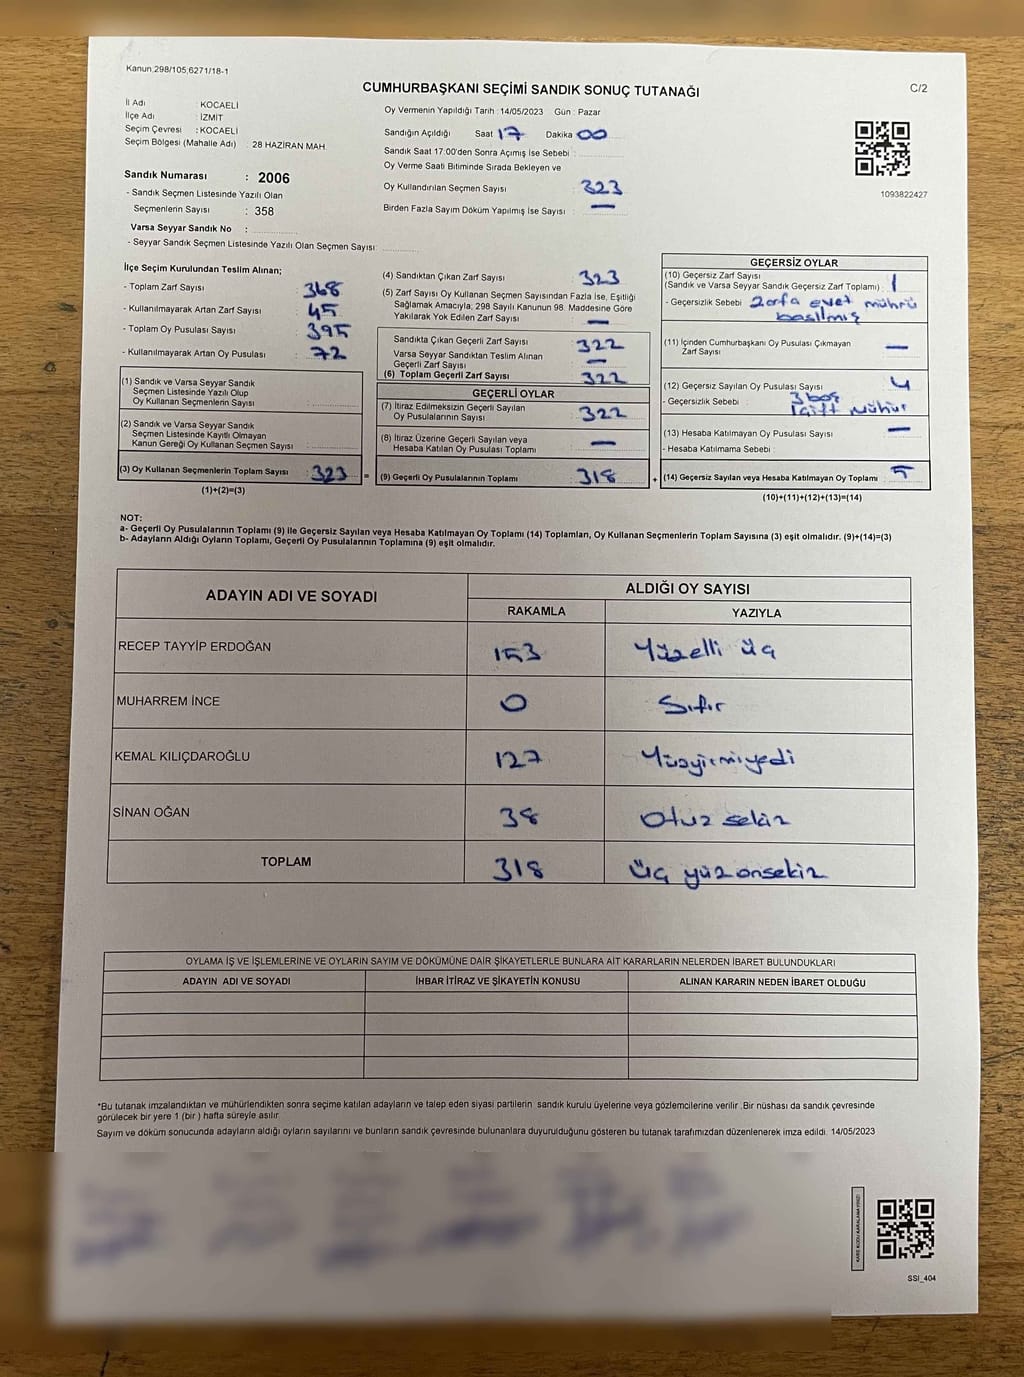 Kanun 298/105,6271/18-1
CUMHURBAŞKANI SEÇİMİ SANDIK SONUÇ TUTANAĞI
C/2
İl Adı : KOCAELİ
İlçe Adı : İZMİT
Seçim Çevresi : KOCAELİ
Seçim Bölgesi (Mahalle Adı) : 28 HAZİRAN MAH.
Sandık Numarası : 2006
- Sandık Seçmen Listesinde Yazılı Olan
Seçmenlerin Sayısı : 358
Varsa Seyyar Sandık No :
- Seyyar Sandık Seçmen Listesinde Yazılı Olan Seçmen Sayısı:
Oy Vermenin Yapıldığı Tarih : 14/05/2023 Gün : Pazar
Sandığın Açıldığı Saat 17 Dakika 00
Sandık Saat 17:00'den Sonra Açımış İse Sebebi :
Oy Verme Saati Bitiminde Sırada Bekleyen ve
Oy Kullandırılan Seçmen Sayısı : 323
Birden Fazla Sayım Döküm Yapılmış İse Sayısı : —
1093822427
İlçe Seçim Kurulundan Teslim Alınan;
- Toplam Zarf Sayısı : 368
- Kullanılmayarak Artan Zarf Sayısı : 45
- Toplam Oy Pusulası Sayısı : 395
- Kullanılmayarak Artan Oy Pusulası : 72
(1) Sandık ve Varsa Seyyar Sandık
Seçmen Listesinde Yazılı Olup
Oy Kullanan Seçmenlerin Sayısı :
(2) Sandık ve Varsa Seyyar Sandık
Seçmen Listesinde Kayıtlı Olmayan
Kanun Gereği Oy Kullanan Seçmen Sayısı :
(3) Oy Kullanan Seçmenlerin Toplam Sayısı : 323
(1)+(2)=(3)
(4) Sandıktan Çıkan Zarf Sayısı : 323
(5) Zarf Sayısı Oy Kullanan Seçmen Sayısından Fazla İse, Eşitliği
Sağlamak Amacıyla; 298 Sayılı Kanunun 98. Maddesine Göre
Yakılarak Yok Edilen Zarf Sayısı : —
Sandıkta Çıkan Geçerli Zarf Sayısı : 322
Varsa Seyyar Sandıktan Teslim Alınan
Geçerli Zarf Sayısı : —
(6) Toplam Geçerli Zarf Sayısı : 322
GEÇERLİ OYLAR
(7) İtiraz Edilmeksizin Geçerli Sayılan
Oy Pusulalarının Sayısı : 322
(8) İtiraz Üzerine Geçerli Sayılan veya
Hesaba Katılan Oy Pusulası Toplamı : —
= (9) Geçerli Oy Pusulalarının Toplamı : 318
GEÇERSİZ OYLAR
(10) Geçersiz Zarf Sayısı
(Sandık ve Varsa Seyyar Sandık Geçersiz Zarf Toplamı) : 1
- Geçersizlik Sebebi : Zarfa evet mührü
basılmış
(11) İçinden Cumhurbaşkanı Oy Pusulası Çıkmayan
Zarf Sayısı : —
(12) Geçersiz Sayılan Oy Pusulası Sayısı : 4
- Geçersizlik Sebebi : 3 boş
1 çift mühür
(13) Hesaba Katılmayan Oy Pusulası Sayısı : —
- Hesaba Katılmama Sebebi :
+ (14) Geçersiz Sayılan veya Hesaba Katılmayan Oy Toplamı : 5
(10)+(11)+(12)+(13)=(14)
NOT:
a- Geçerli Oy Pusulalarının Toplamı (9) ile Geçersiz Sayılan veya Hesaba Katılmayan Oy Toplamı (14) Toplamları, Oy Kullanan Seçmenlerin Toplam Sayısına (3) eşit olmalıdır. (9)+(14)=(3)
b- Adayların Aldığı Oyların Toplamı, Geçerli Oy Pusulalarının Toplamına (9) eşit olmalıdır.
ADAYIN ADI VE SOYADI ALDIĞI OY SAYISI
RAKAMLA YAZIYLA
RECEP TAYYİP ERDOĞAN 153 Yüzelli üç
MUHARREM İNCE 0 Sıfır
KEMAL KILIÇDAROĞLU 127 Yüzyirmiyedi
SİNAN OĞAN 38 Otuz sekiz
TOPLAM 318 Üç yüz onsekiz
OYLAMA İŞ VE İŞLEMLERİNE VE OYLARIN SAYIM VE DÖKÜMÜNE DAİR ŞİKAYETLERLE BUNLARA AİT KARARLARIN NELERDEN İBARET BULUNDUKLARI
ADAYIN ADI VE SOYADI İHBAR İTİRAZ VE ŞİKAYETİN KONUSU ALINAN KARARIN NEDEN İBARET OLDUĞU
*Bu tutanak imzalandıktan ve mühürlendikten sonra seçime katılan adayların ve talep eden siyasi partilerin sandık kurulu üyelerine veya gözlemcilerine verilir. Bir nüshası da sandık çevresinde
görülecek bir yere 1 (bir ) hafta süreyle asılır.
Sayım ve döküm sonucunda adayların aldığı oyların sayılarını ve bunların sandık çevresinde bulunanlara duyurulduğunu gösteren bu tutanak tarafımızdan düzenlenerek imza edildi. 14/05/2023
SSI_404